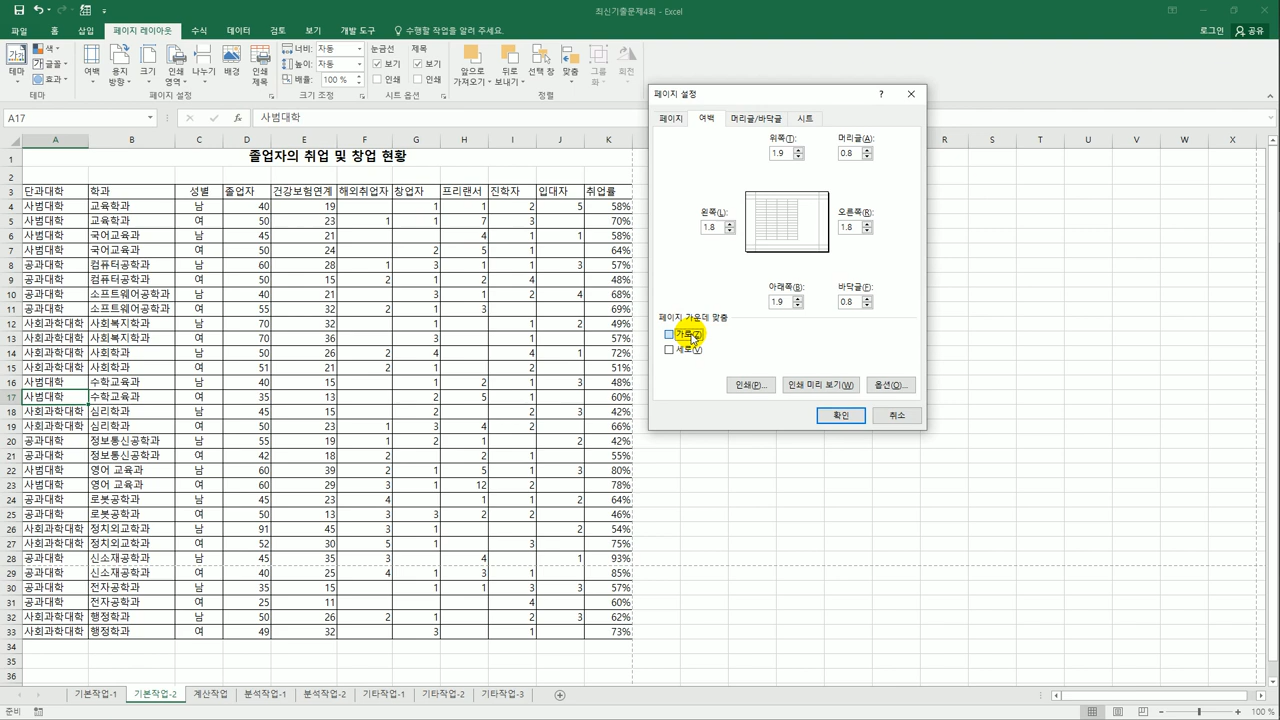 최신기출문제4회 - Excel
파일 홈 삽입 페이지 레이아웃 수식 데이터 검토 보기 개발 도구 수행할 작업을 알려 주세요. 로그인 공유
가가 색 너비: 자동 눈금선 제목
글꼴 높이: 자동 보기 보기
효과 배율: 100 % 인쇄 인쇄
테마 여백 용지 방향 크기 인쇄 영역 나누기 배경 인쇄 제목 앞으로 가져오기 뒤로 보내기 선택 창 맞춤 그룹화 회전
테마 페이지 설정 크기 조정 시트 옵션 정렬
A17 fx 사범대학
A B C D E F G H I J K R S T U V W X
1 졸업자의 취업 및 창업 현황
2
3 단과대학 학과 성별 졸업자 건강보험연계 해외취업자 창업자 프리랜서 진학자 입대자 취업률
4 사범대학 교육학과 남 40 19 1 1 2 5 58%
5 사범대학 교육학과 여 50 23 1 1 7 3 70%
6 사범대학 국어교육과 남 45 21 4 1 1 58%
7 사범대학 국어교육과 여 50 24 2 5 1 64%
8 공과대학 컴퓨터공학과 남 60 28 1 3 1 1 3 57%
9 공과대학 컴퓨터공학과 여 50 15 2 1 2 4 48%
10 공과대학 소프트웨어공학과 남 40 21 3 1 2 4 68%
11 공과대학 소프트웨어공학과 여 55 32 2 1 3 69%
12 사회과학대학 사회복지학과 남 70 32 1 1 2 49%
13 사회과학대학 사회복지학과 여 70 36 3 1 57%
14 사회과학대학 사회학과 남 50 26 2 4 4 1 72%
15 사회과학대학 사회학과 여 51 21 2 1 2 51%
16 사범대학 수학교육과 남 40 15 1 2 1 3 48%
17 사범대학 수학교육과 여 35 13 2 5 1 60%
18 사회과학대학 심리학과 남 45 15 2 2 3 42%
19 사회과학대학 심리학과 여 50 23 1 3 4 2 66%
20 공과대학 정보통신공학과 남 55 19 1 2 1 2 42%
21 공과대학 정보통신공학과 여 42 18 2 2 1 55%
22 사범대학 영어 교육과 남 60 39 2 1 5 1 3 80%
23 사범대학 영어 교육과 여 60 29 3 1 12 2 78%
24 공과대학 로봇공학과 남 45 23 4 1 1 2 64%
25 공과대학 로봇공학과 여 50 13 3 3 2 2 46%
26 사회과학대학 정치외교학과 남 91 45 3 1 2 54%
27 사회과학대학 정치외교학과 여 52 30 5 1 3 75%
28 공과대학 신소재공학과 남 45 35 3 4 1 93%
29 공과대학 신소재공학과 여 40 25 4 1 3 1 85%
30 공과대학 전자공학과 남 35 15 1 1 3 3 57%
31 공과대학 전자공학과 여 25 11 4 60%
32 사회과학대학 행정학과 남 50 26 2 1 2 3 62%
33 사회과학대학 행정학과 여 49 32 3 1 73%
34
35
36
페이지 설정 ?
페이지 여백 머리글/바닥글 시트
위쪽(T): 머리글(A):
1.9 0.8
왼쪽(L): 오른쪽(R):
1.8 1.8
아래쪽(B): 바닥글(F):
1.9 0.8
페이지 가운데 맞춤
가로(Z)
세로(V)
인쇄(P)... 인쇄 미리 보기(W) 옵션(O)...
확인 취소
기본작업-1 기본작업-2 계산작업 분석작업-1 분석작업-2 기타작업-1 기타작업-2 기타작업-3
준비 100 %